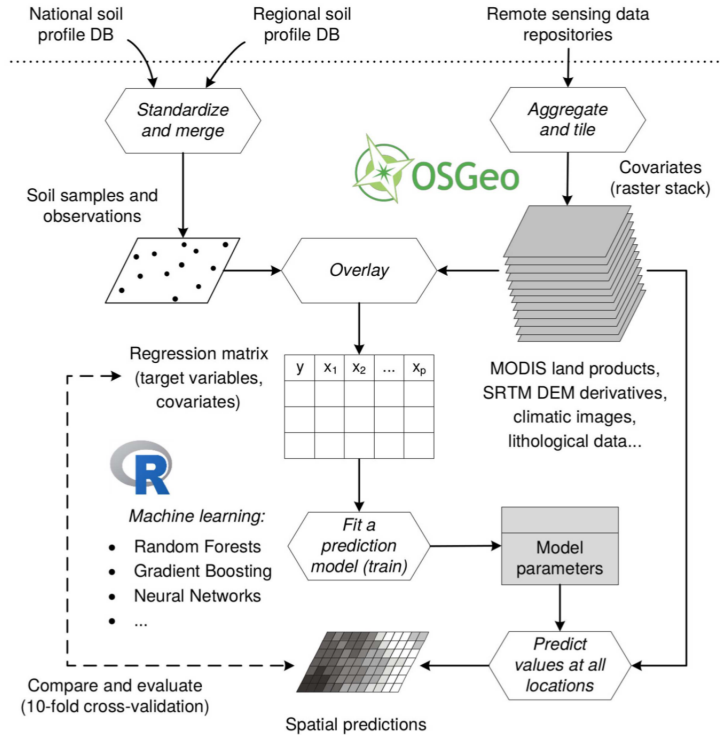 National soil
profile DB
Regional soil
profile DB
Remote sensing data
repositories
Standardize
and merge
Aggregate
and tile
OSGeo
Covariates
(raster stack)
Soil samples and
observations
Overlay
Regression matrix
(target variables,
covariates)
y x1 x2 ... xp
MODIS land products,
SRTM DEM derivatives,
climatic images,
lithological data...
R
Machine learning:
• Random Forests
• Gradient Boosting
• Neural Networks
• ...
Fit a
prediction
model (train)
Model
parameters
Predict
values at all
locations
Compare and evaluate
(10-fold cross-validation)
Spatial predictions